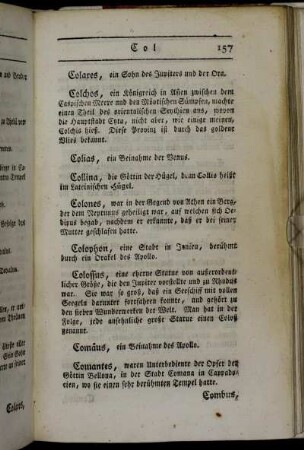 Col 157
Colaxes, ein Sohn des Jupiters und der Ora.
Colchos, ein Königreich in Asien zwischen dem
Caspischen Meere und den Mäotischen Sümpfen, machte
einen Theil des orientalischen Scythien aus, wovon
die Hauptstadt Cyta, nicht aber, wie einige meinen,
Colchis hieß. Diese Provinz ist durch das goldene
Vlies bekannt.
Colias, ein Beiname der Venus.
Collina, die Göttin der Hügel, denn Collis heißt
im Lateinischen Hügel.
Colones, war in der Gegend von Athen ein Berg,
der dem Neptunus geheiligt war, auf welchen sich Oe-
dipus begab, nachdem er erkannte, daß er bei seiner
Mutter geschlafen hatte.
Colophon, eine Stadt in Jonien, berühmt
durch ein Orakel des Apollo.
Colossus, eine eherne Statue von außerordent-
licher Größe, die den Jupiter vorstellte und zu Rhodus
war. Sie war so groß, daß ein Seeschiff mit vollen
Seegeln darunter fortfahren konnte, und gehört zu
den sieben Wunderwerken der Welt. Man hat in der
Folge, jede ansehnliche große Statue einen Coloß
genannt.
Comäus, ein Beinahme des Apollo.
Comantes, waren Unterbediente der Opfer der
Göttin Bellona, in der Stadt Comana in Cappado-
cien, wo sie einen sehr berühmten Tempel hatte.
Combus,